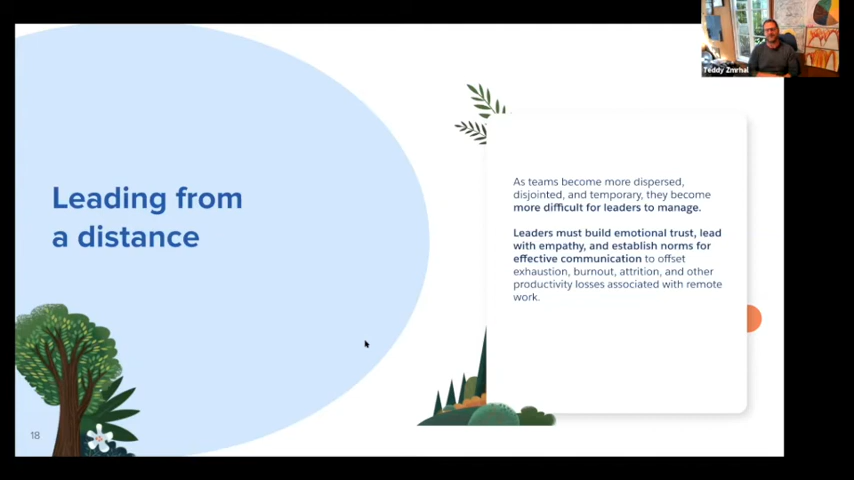 Teddy Zmrhal
Leading from
a distance
As teams become more dispersed,
disjointed, and temporary, they become
more difficult for leaders to manage.
Leaders must build emotional trust, lead
with empathy, and establish norms for
effective communication to offset
exhaustion, burnout, attrition, and other
productivity losses associated with remote
work.
18